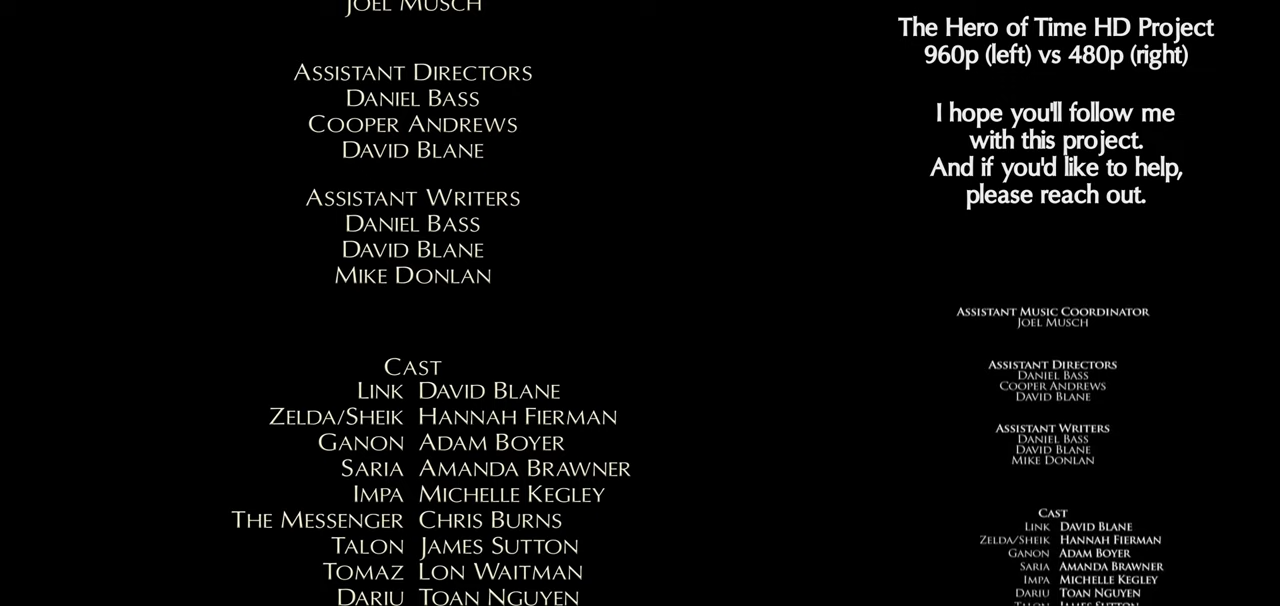 JOEL MUSCH
ASSISTANT DIRECTORS
DANIEL BASS
COOPER ANDREWS
DAVID BLANE
ASSISTANT WRITERS
DANIEL BASS
DAVID BLANE
MIKE DONLAN
CAST
LINK DAVID BLANE
ZELDA/SHEIK HANNAH FIERMAN
GANON ADAM BOYER
SARIA AMANDA BRAWNER
IMPA MICHELLE KEGLEY
THE MESSENGER CHRIS BURNS
TALON JAMES SUTTON
TOMAZ LON WAITMAN
DARIU TOAN NGUYEN
The Hero of Time HD Project
960p (left) vs 480p (right)
I hope you'll follow me
with this project.
And if you'd like to help,
please reach out.
ASSISTANT MUSIC COORDINATOR
JOEL MUSCH
ASSISTANT DIRECTORS
DANIEL BASS
COOPER ANDREWS
DAVID BLANE
ASSISTANT WRITERS
DANIEL BASS
DAVID BLANE
MIKE DONLAN
CAST
LINK DAVID BLANE
ZELDA/SHEIK HANNAH FIERMAN
GANON ADAM BOYER
SARIA AMANDA BRAWNER
IMPA MICHELLE KEGLEY
DARIU TOAN NGUYEN
TALON JAMES SUTTON